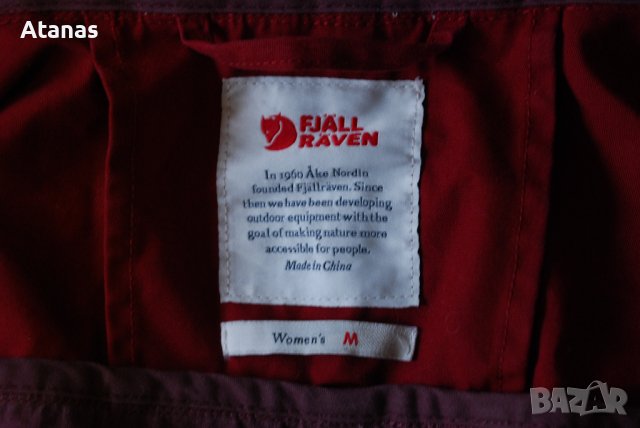 Atanas
FJÄLL
RÄVEN
In 1960 Åke Nordin
founded Fjällräven. Since
then we have been developing
outdoor equipment with the
goal of making nature more
accessible for people.
Made in China
Women's M
BAZAR